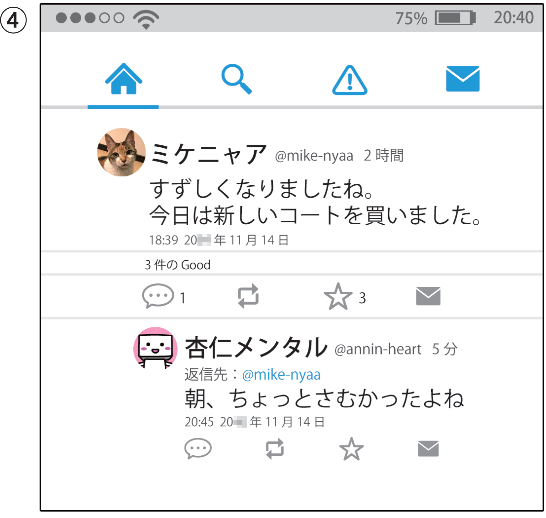 ④
75% 20:40
ミケニャア @mike-nyaa 2 時間
すずしくなりましたね。
今日は新しいコートを買いました。
18:39 20 年 11 月 14 日
3 件の Good
1 3
杏仁メンタル @annin-heart 5 分
返信先：@mike-nyaa
朝、ちょっとさむかったよね
20:45 20 年 11 月 14 日